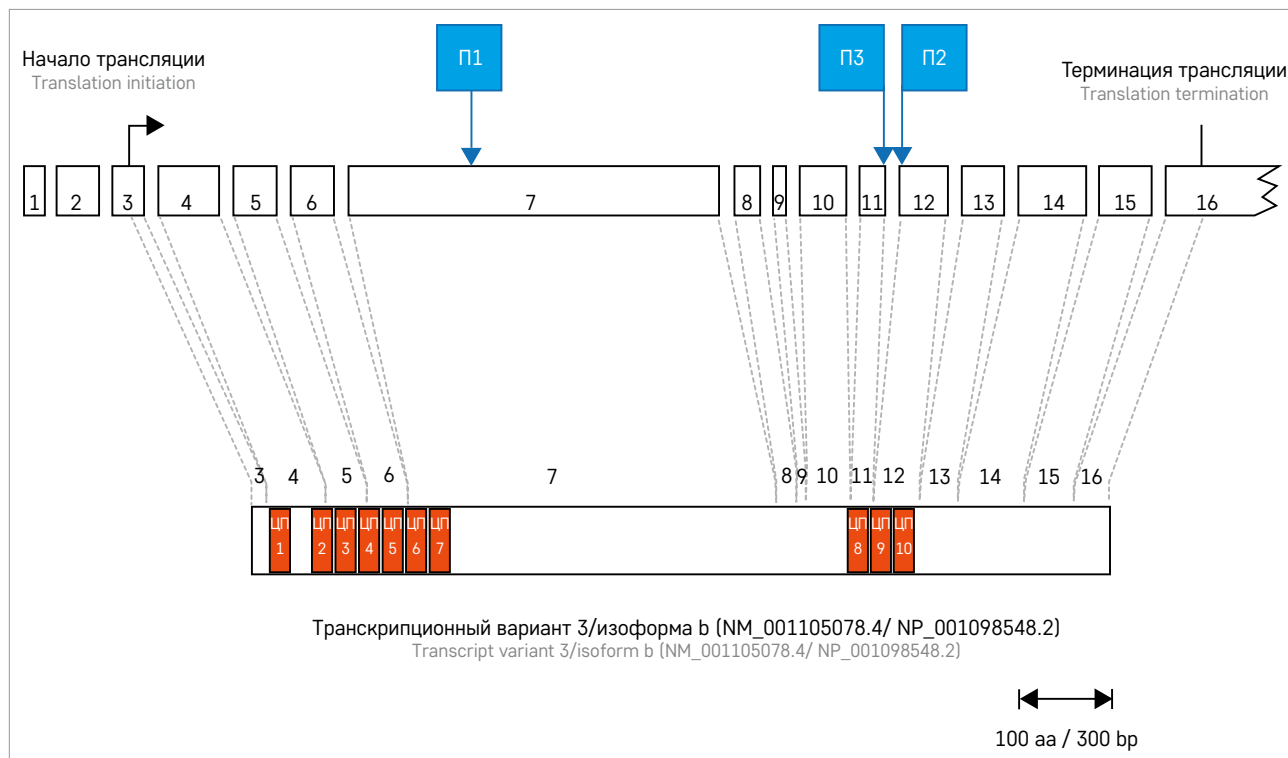 П1
П3
П2
Начало трансляции
Translation initiation
Терминация трансляции
Translation termination
1 2 3 4 5 6 7 8 9 10 11 12 13 14 15 16
3 4 5 6 7 8 9 10 11 12 13 14 15 16
ЦП ЦП ЦП ЦП ЦП ЦП ЦП ЦП ЦП ЦП
1 2 3 4 5 6 7 8 9 10
Транскрипционный вариант 3/изоформа b (NM_001105078.4/ NP_001098548.2)
Transcript variant 3/isoform b (NM_001105078.4/ NP_001098548.2)
100 aa / 300 bp